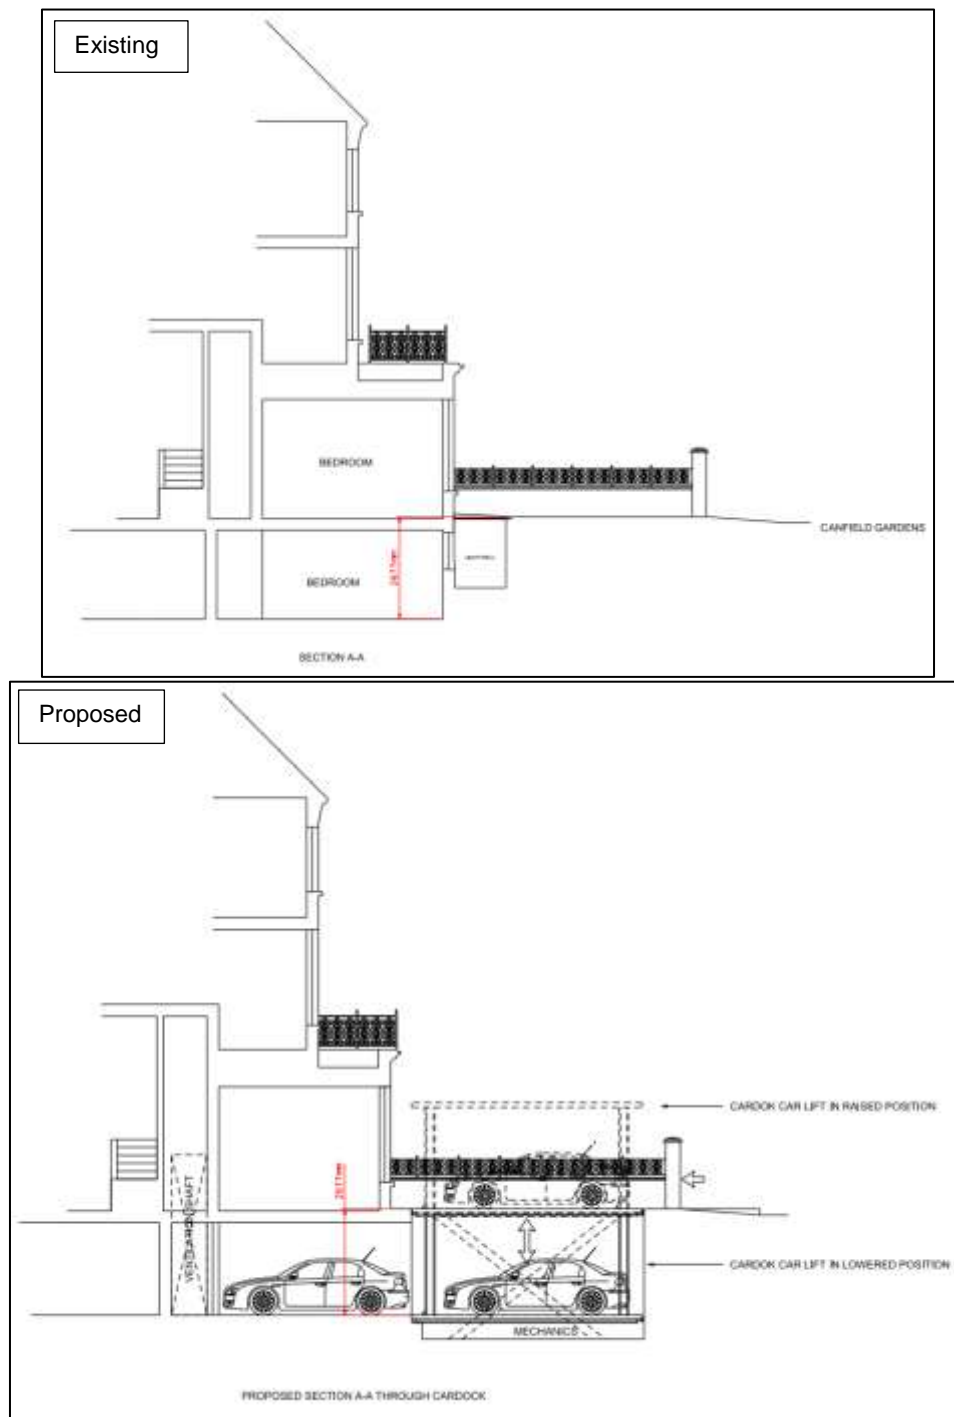 Existing
BEDROOM
CANFIELD GARDENS
BEDROOM
SECTION A-A
Proposed
CARDOK CAR LIFT IN RAISED POSITION
CARDOK CAR LIFT IN LOWERED POSITION
MECHANICS
PROPOSED SECTION A-A THROUGH CARDOCK